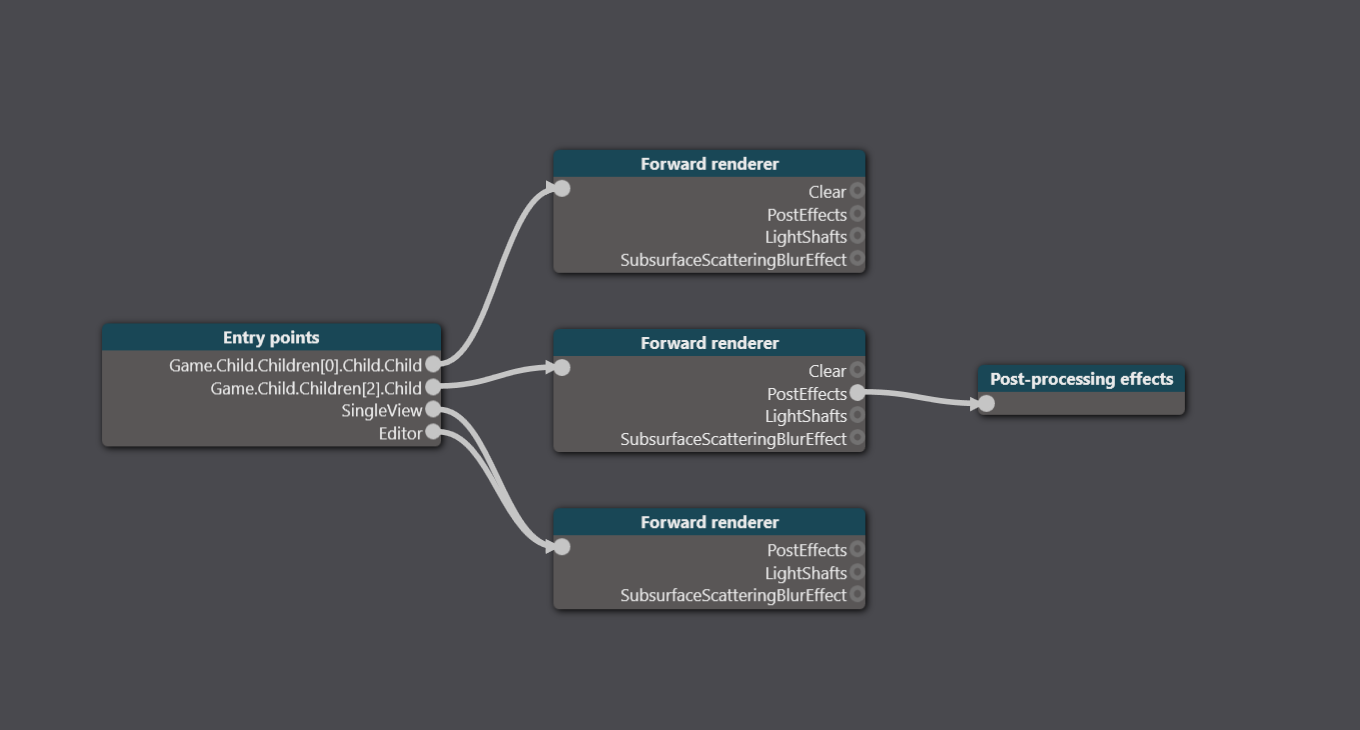 Entry points
Game.Child.Children[0].Child.Child
Game.Child.Children[2].Child
SingleView
Editor
Forward renderer
Clear
PostEffects
LightShafts
SubsurfaceScatteringBlurEffect
Forward renderer
Clear
PostEffects
LightShafts
SubsurfaceScatteringBlurEffect
Forward renderer
PostEffects
LightShafts
SubsurfaceScatteringBlurEffect
Post-processing effects